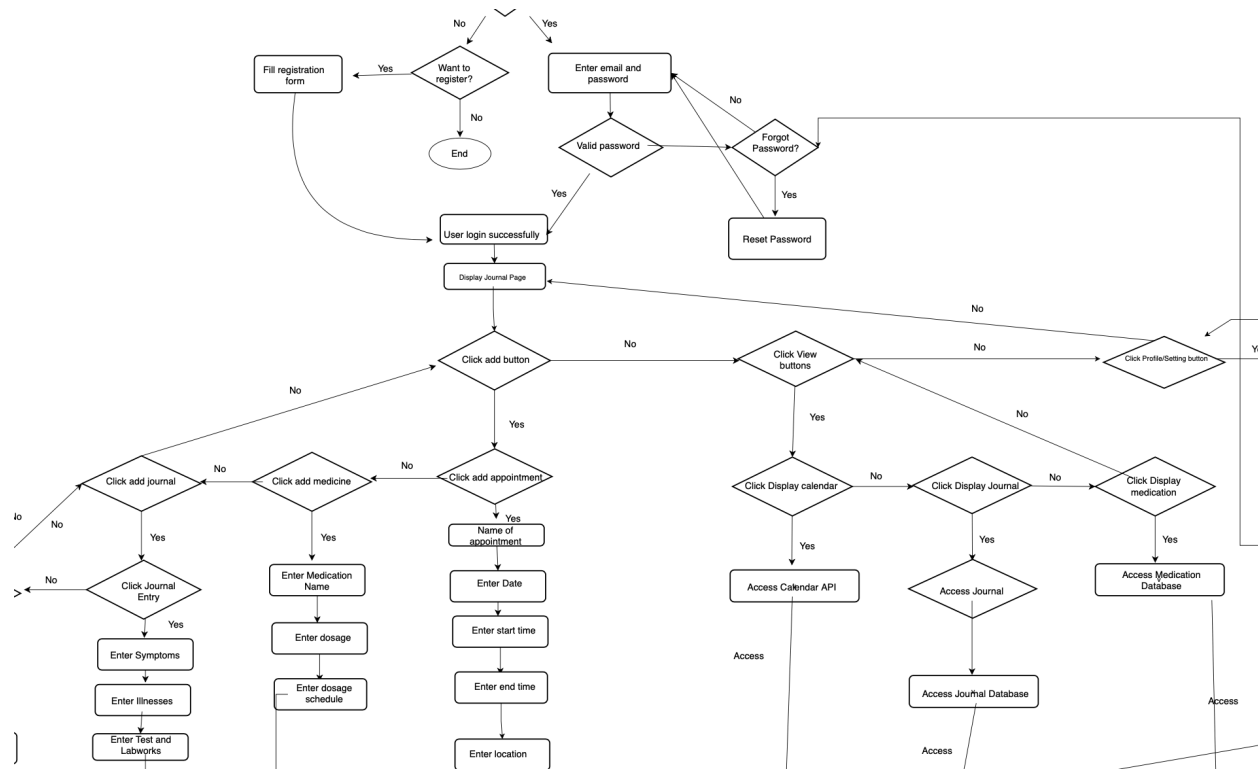 No
Yes
Fill registration
form
Yes
Want to
register?
Enter email and
password
No
No
End
Valid password
Forgot
Password?
Yes
Yes
User login successfully
Reset Password
Display Journal Page
No
Click add button
No
Click View
buttons
No
Click Profile/Setting button
No
Yes
Yes
No
Click add journal
No
Click add medicine
No
Click add appointment
Click Display calendar
No
Click Display Journal
No
Click Display
medication
No
Yes
Yes
Yes
Name of
appointment
Yes
Yes
Yes
No
Click Journal
Entry
Enter Medication
Name
Enter Date
Access Calendar API
Access Journal
Access Medication
Database
Yes
Enter Symptoms
Enter dosage
Enter start time
Access
Enter Illnesses
Enter dosage
schedule
Enter end time
Access Journal Database
Access
Enter Test and
Labworks
Enter location
Access